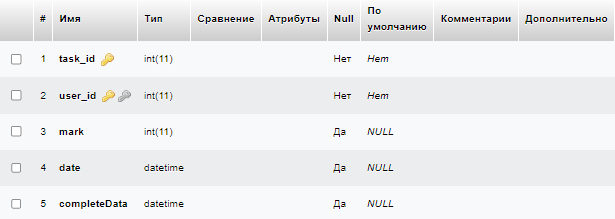 # Имя Тип Сравнение Атрибуты Null По умолчанию Комментарии Дополнительно
1 task_id int(11) Нет Нет
2 user_id int(11) Нет Нет
3 mark int(11) Да NULL
4 date datetime Да NULL
5 completeData datetime Да NULL